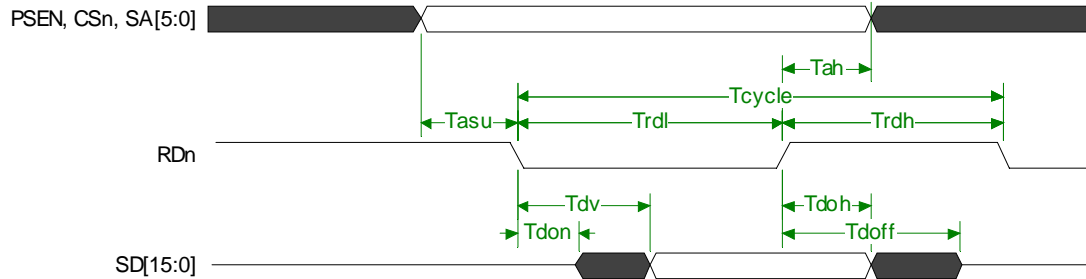 PSEN, CSn, SA[5:0]
Tah
Tcycle
Tasu Trdl Trdh
RDn
Tdv Tdoh
Tdon Tdoff
SD[15:0]